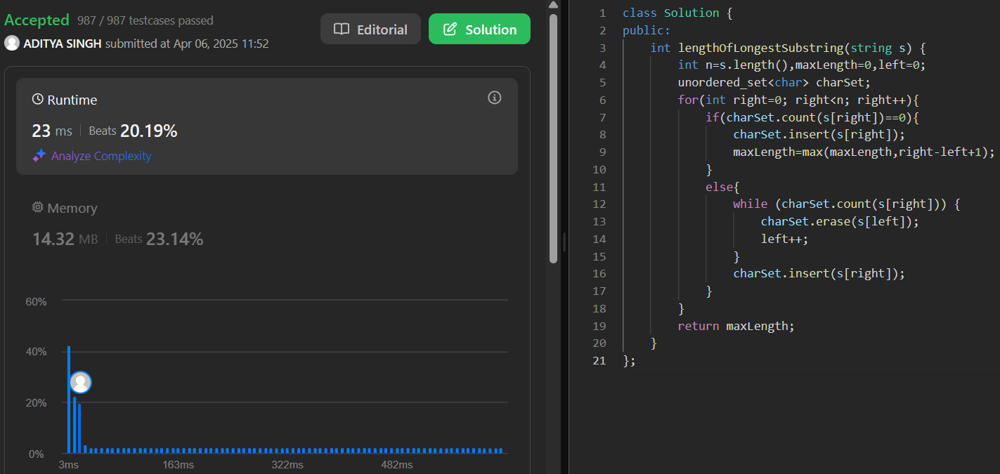 Accepted 987 / 987 testcases passed
Editorial
Solution
ADITYA SINGH submitted at Apr 06, 2025 11:52
Runtime
23 ms Beats 20.19%
Analyze Complexity
Memory
14.32 MB Beats 23.14%
60%
40%
20%
0%
3ms 163ms 322ms 482ms
1 class Solution {
2 public:
3 int lengthOfLongestSubstring(string s) {
4 int n=s.length(),maxLength=0,left=0;
5 unordered_set<char> charSet;
6 for(int right=0; right<n; right++){
7 if(charSet.count(s[right])==0){
8 charSet.insert(s[right]);
9 maxLength=max(maxLength,right-left+1);
10 }
11 else{
12 while (charSet.count(s[right])) {
13 charSet.erase(s[left]);
14 left++;
15 }
16 charSet.insert(s[right]);
17 }
18 }
19 return maxLength;
20 }
21 };